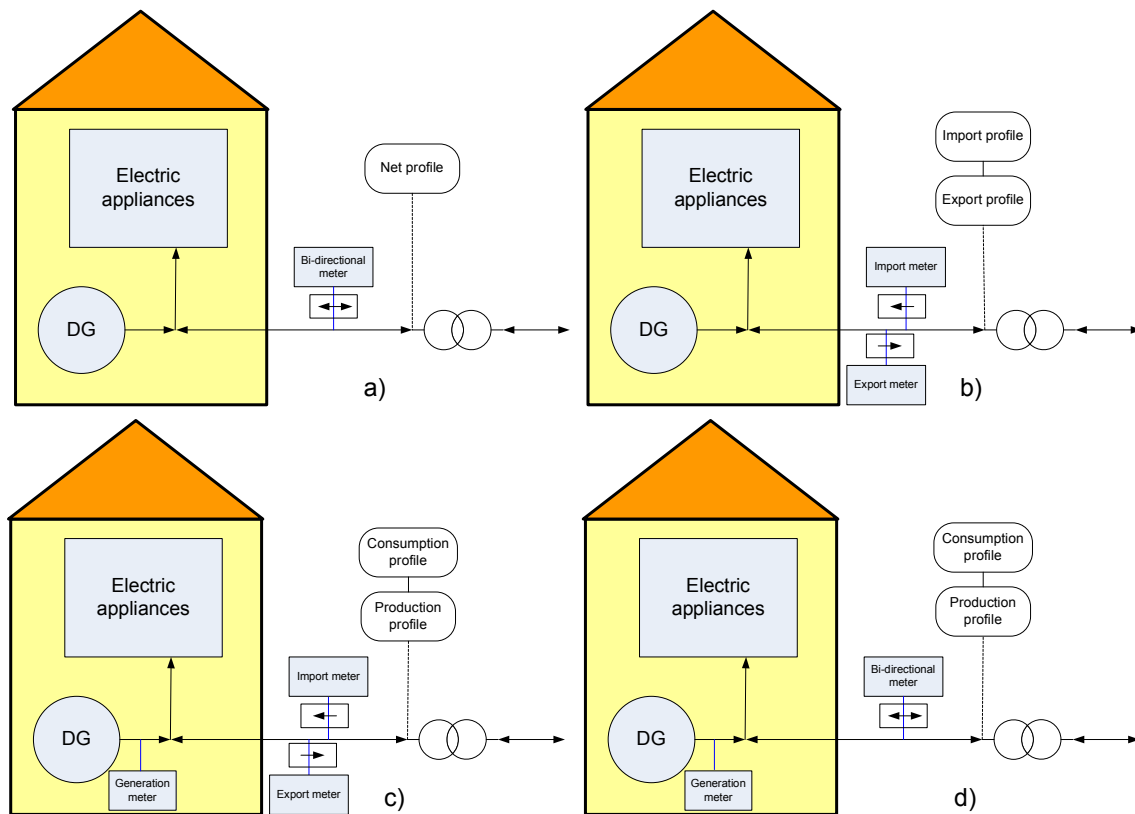 Electric
appliances
Net profile
Bi-directional
meter
DG
a)
Electric
appliances
Import profile
Export profile
Import meter
DG
Export meter
b)
Electric
appliances
Consumption
profile
Production
profile
Import meter
DG
Generation
meter
Export meter
c)
Electric
appliances
Consumption
profile
Production
profile
Bi-directional
meter
DG
Generation
meter
d)